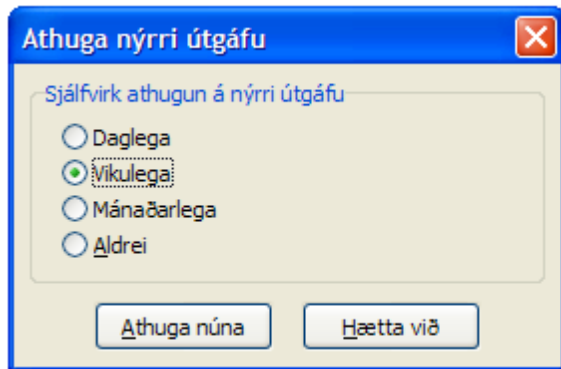 Athuga nýrri útgáfu
Sjálfvirk athugun á nýrri útgáfu
Daglega
Vikulega
Mánaðarlega
Aldrei
Athuga núna
Hætta við